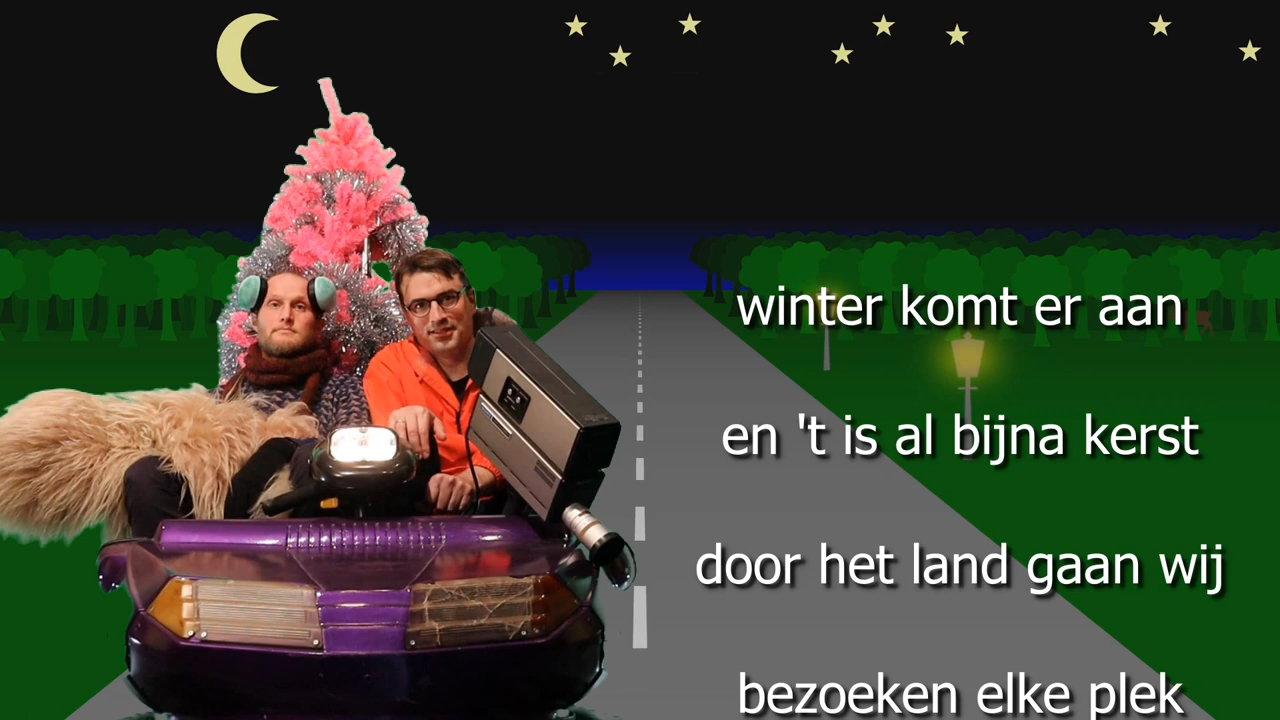 winter komt er aan
en 't is al bijna kerst
door het land gaan wij
bezoeken elke plek